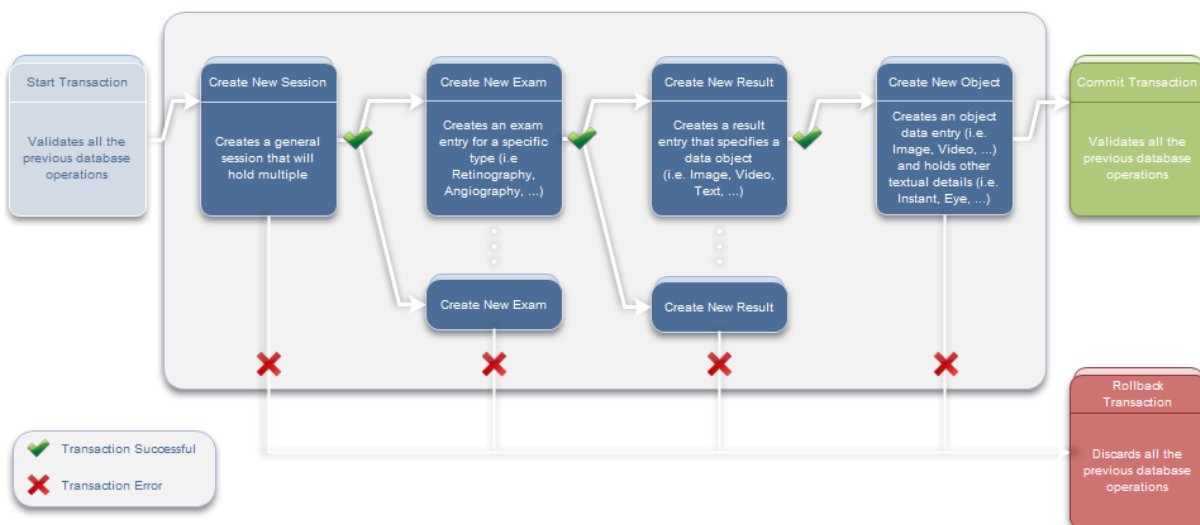 Start Transaction
Validates all the
previous database
operations
Create New Session
Creates a general
session that will
hold multiple
Create New Exam
Creates an exam
entry for a specific
type (i.e
Retinography,
Angiography, ...)
Create New Exam
Create New Result
Creates a result
entry that specifies a
data object
(i.e. Image, Video,
Text, ...)
Create New Result
Create New Object
Creates an object
data entry (i.e.
Image, Video, ...)
and holds other
textual details (i.e.
Instant, Eye, ...)
Commit Transaction
Validates all the
previous database
operations
Rollback
Transaction
Discards all the
previous database
operations
Transaction Successful
Transaction Error